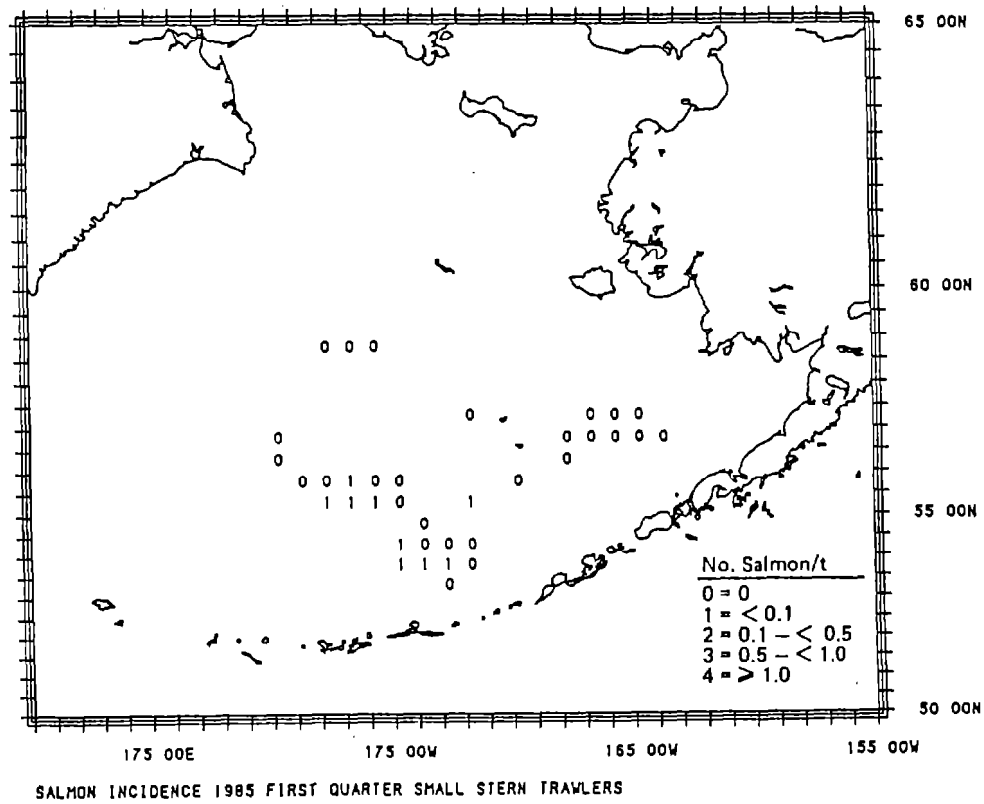 65 00N
60 00N
0 0 0
0 0 0 0
0 0 0 0 0 0
0 0
0 0 1 0 0 0
1 1 1 0 1
55 00N
0
1 0 0 0
1 1 0 0
0
No. Salmon/t
0 = 0
1 = < 0.1
2 = 0.1 – < 0.5
3 = 0.5 – < 1.0
4 = ⩾ 1.0
50 00N
175 00E 175 00W 165 00W 155 00W
SALMON INCIDENCE 1985 FIRST QUARTER SMALL STERN TRAWLERS